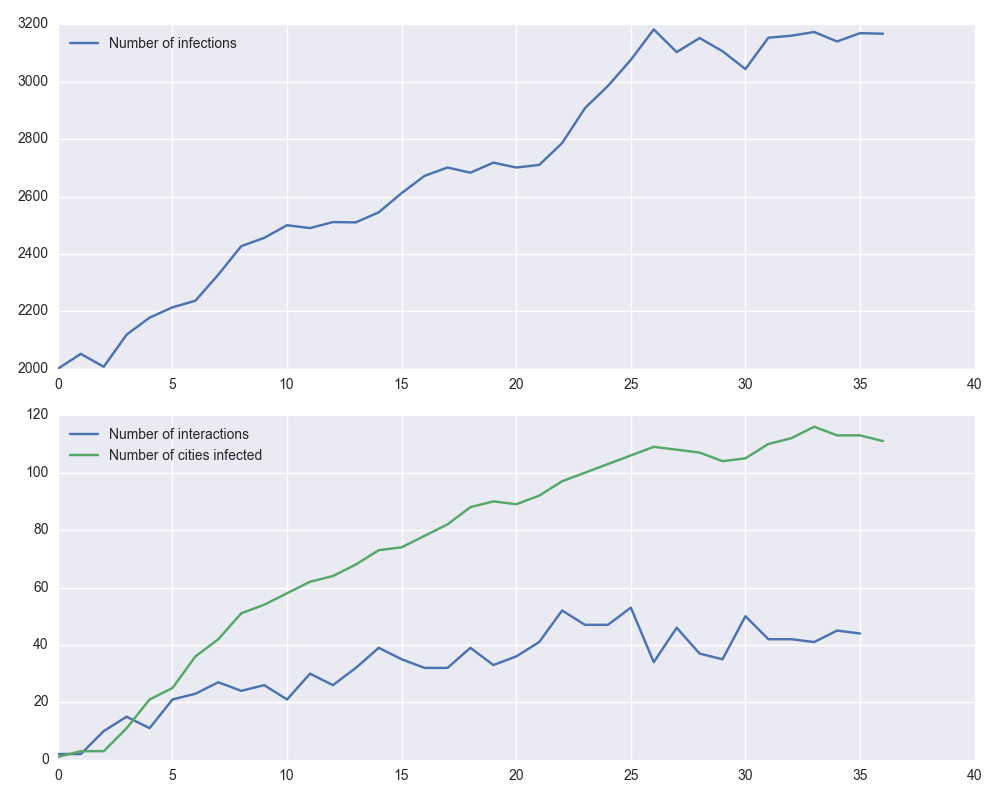 3200
Number of infections
3000
2800
2600
2400
2200
2000
0 5 10 15 20 25 30 35 40
120
Number of interactions
Number of cities infected
100
80
60
40
20
0
0 5 10 15 20 25 30 35 40